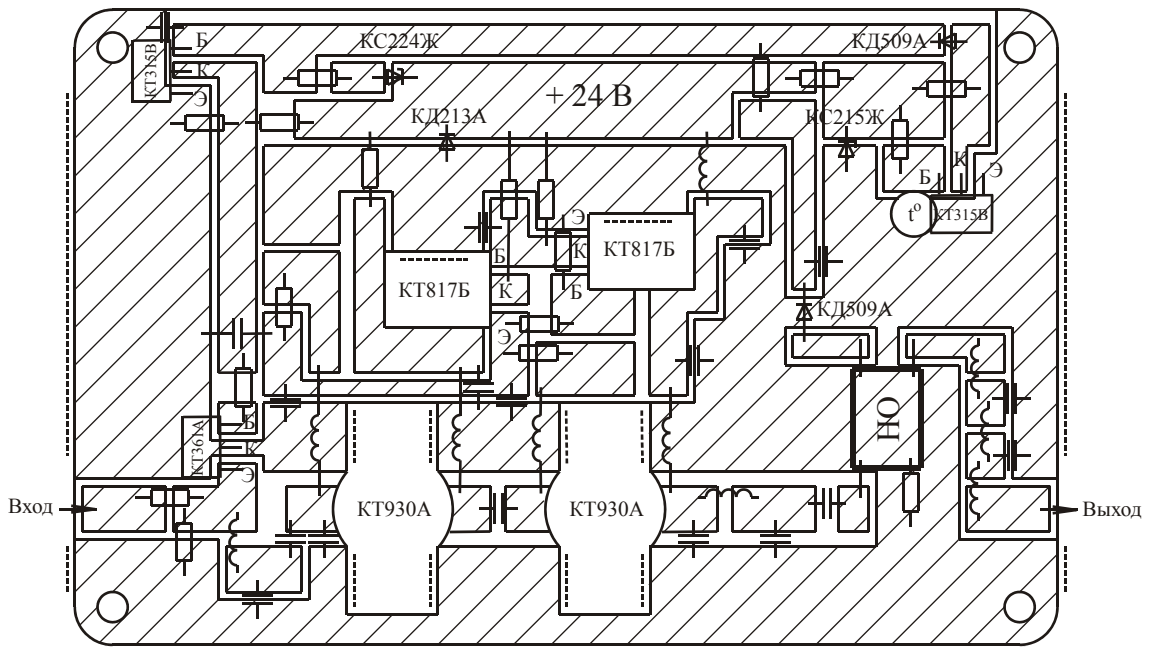 Б
КС224Ж
КД509А
КТ315В
К
Э
+ 24 В
КД213А
КС215Ж
К
Э
Б
t°
КТ315В
Э
КТ817Б
К
Б
КТ817Б
К
Б
КД509А
Э
НО
Б
КТ361А
К
Э
Вход
КТ930А
КТ930А
Выход